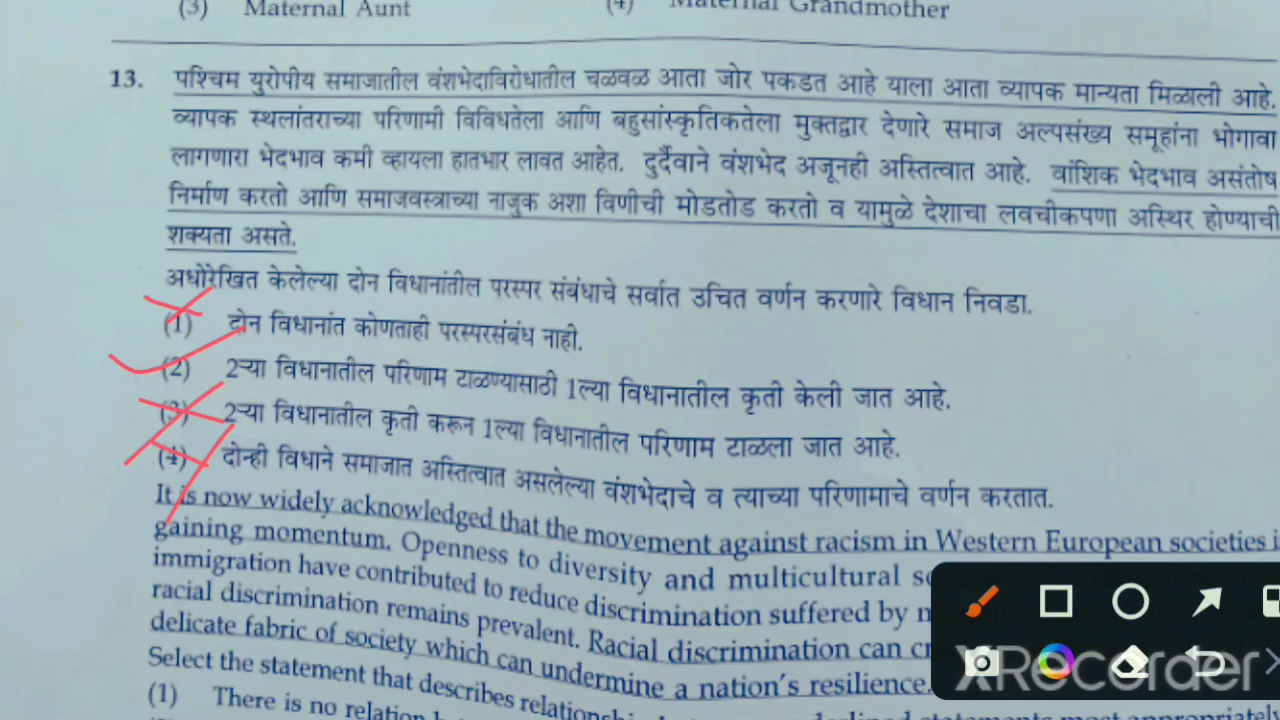 (3) Maternal Aunt (4) Maternal Grandmother
13. पश्चिम युरोपीय समाजातील वंशभेदाविरोधातील चळवळ आता जोर पकडत आहे याला आता व्यापक मान्यता मिळाली आहे.
व्यापक स्थलांतराच्या परिणामी विविधतेला आणि बहुसांस्कृतिकतेला मुक्तद्वार देणारे समाज अल्पसंख्य समूहांना भोगावा
लागणारा भेदभाव कमी व्हायला हातभार लावत आहेत. दुर्दैवाने वंशभेद अजूनही अस्तित्वात आहे. वांशिक भेदभाव असंतोष
निर्माण करतो आणि समाजवस्त्राच्या नाजुक अशा विणीची मोडतोड करतो व यामुळे देशाचा लवचीकपणा अस्थिर होण्याची
शक्यता असते.
अधोरेखित केलेल्या दोन विधानांतील परस्पर संबंधाचे सर्वात उचित वर्णन करणारे विधान निवडा.
(1) दोन विधानांत कोणताही परस्परसंबंध नाही.
(2) 2ऱ्या विधानातील परिणाम टाळण्यासाठी 1ल्या विधानातील कृती केली जात आहे.
(3) 2ऱ्या विधानातील कृती करून 1ल्या विधानातील परिणाम टाळला जात आहे.
(4) दोन्ही विधाने समाजात अस्तित्वात असलेल्या वंशभेदाचे व त्याच्या परिणामाचे वर्णन करतात.
It is now widely acknowledged that the movement against racism in Western European societies
gaining momentum. Openness to diversity and multicultural
immigration have contributed to reduce discrimination suffered by
racial discrimination remains prevalent. Racial discrimination can
delicate fabric of society which can undermine a nation's resilience.
Select the statement that describes most appropriately
(1) There is no
XRecorder